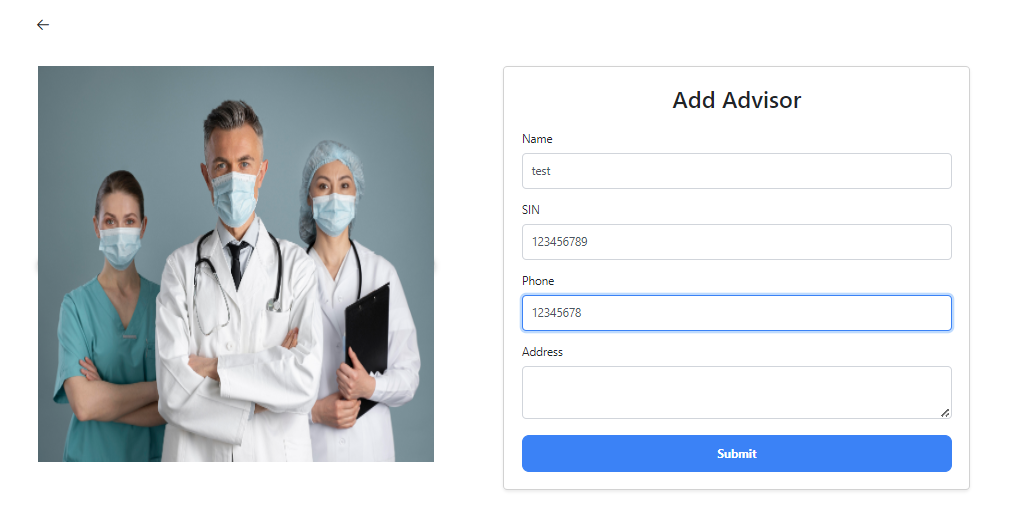 Add Advisor
Name
test
SIN
123456789
Phone
12345678
Address
Submit